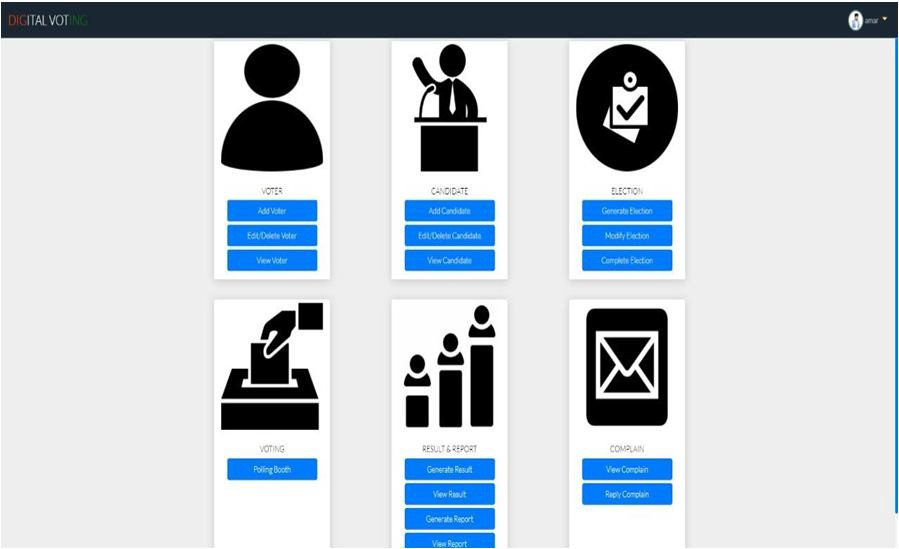 DIGITAL VOTING
amar
VOTER
Add Voter
Edit/Delete Voter
View Voter
CANDIDATE
Add Candidate
Edit/Delete Candidate
View Candidate
ELECTION
Generate Election
Modify Election
Complete Election
VOTING
Polling Booth
RESULT & REPORT
Generate Result
View Result
Generate Report
View Report
COMPLAIN
View Complain
Reply Complain